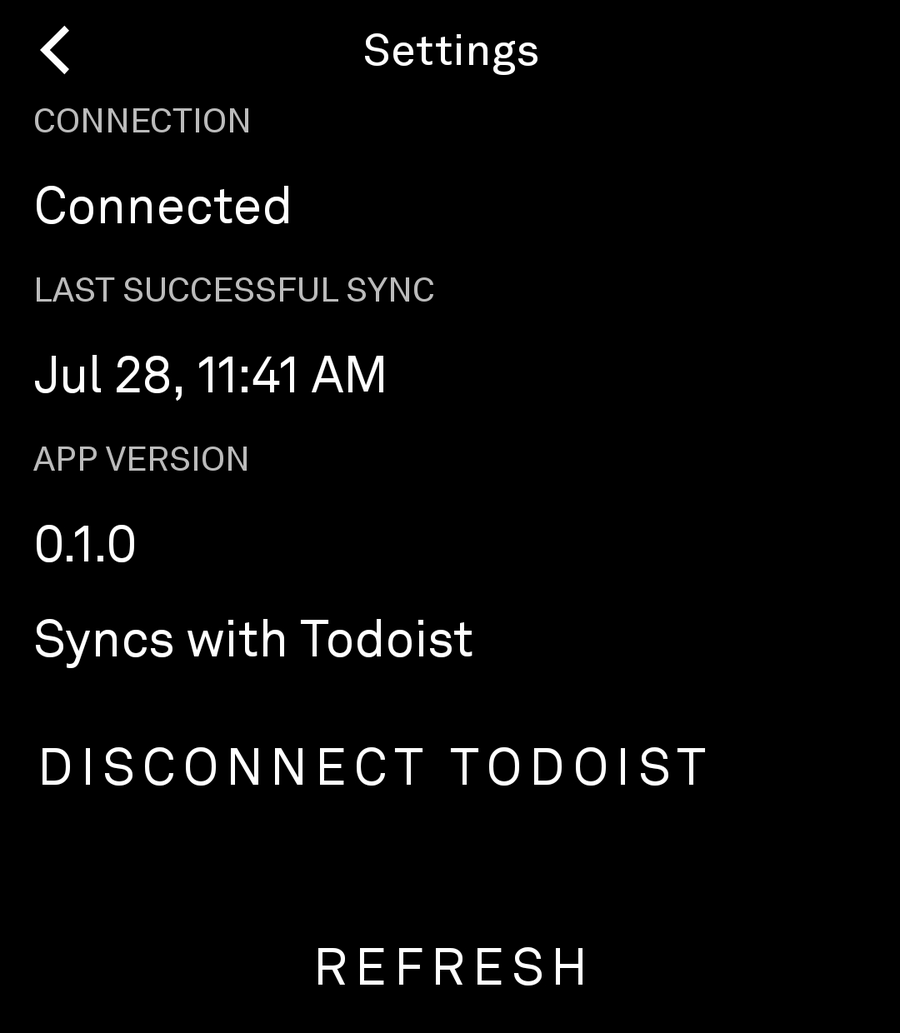 Settings
CONNECTION
Connected
LAST SUCCESSFUL SYNC
Jul 28, 11:41 AM
APP VERSION
0.1.0
Syncs with Todoist
DISCONNECT TODOIST
REFRESH